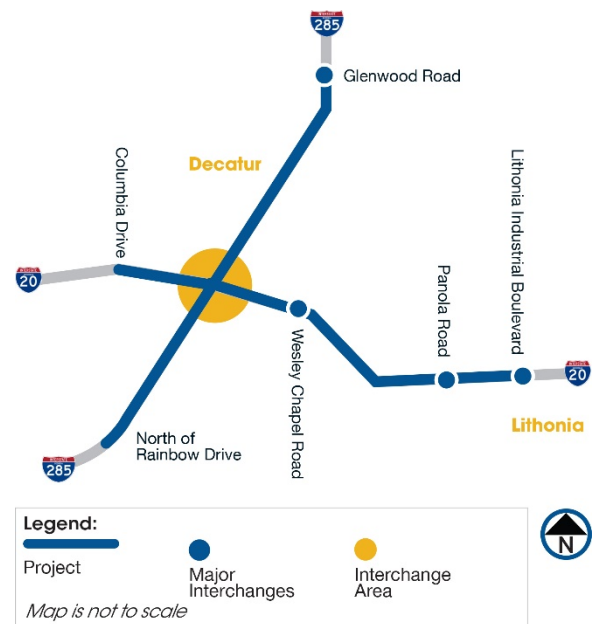 285
Glenwood Road
Decatur
Columbia Drive
Lithonia Industrial Boulevard
20
Panola Road
Wesley Chapel Road
20
Lithonia
North of
Rainbow Drive
285
Legend:
Project
Major
Interchanges
Interchange
Area
Map is not to scale
N